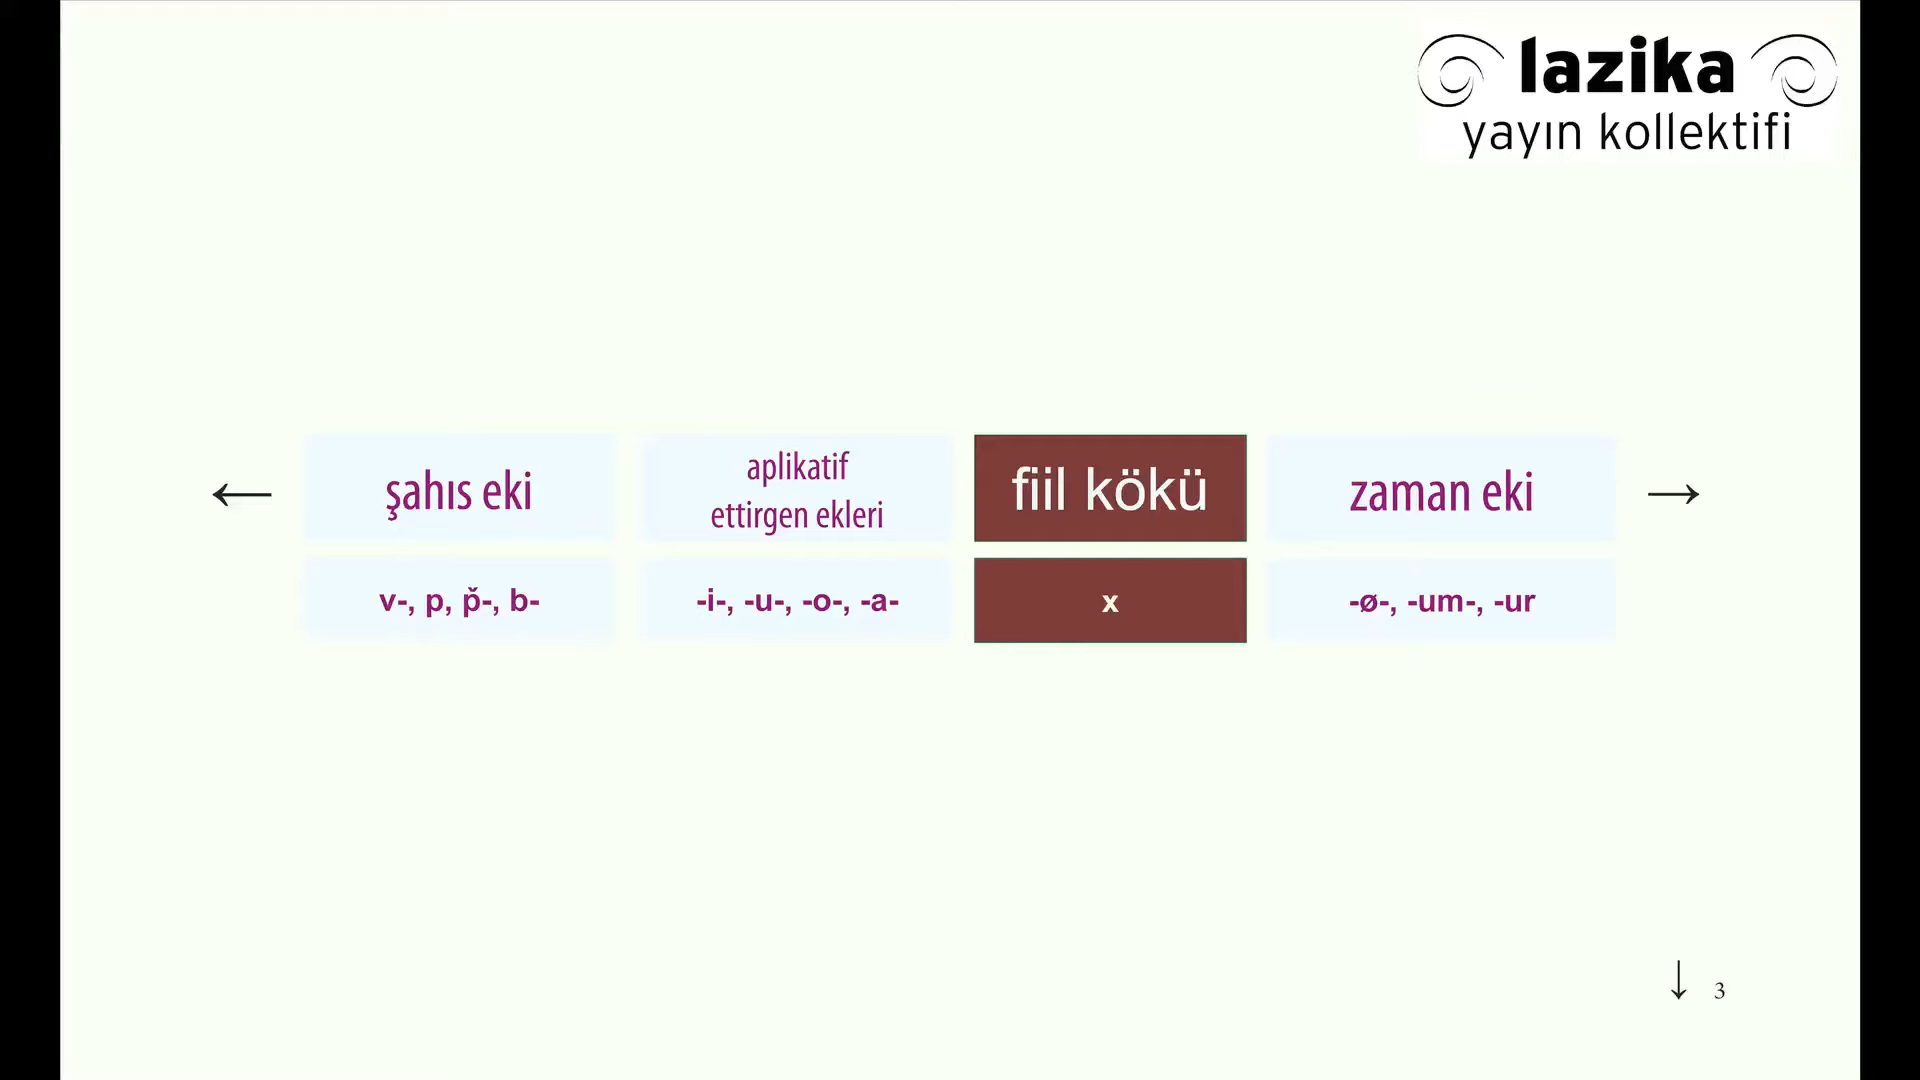 lazika
yayın kollektifi
← şahıs eki
aplikatif
ettirgen ekleri
fiil kökü
zaman eki →
v-, p, p̌-, b-
-i-, -u-, -o-, -a-
x
-ø-, -um-, -ur
↓ 3